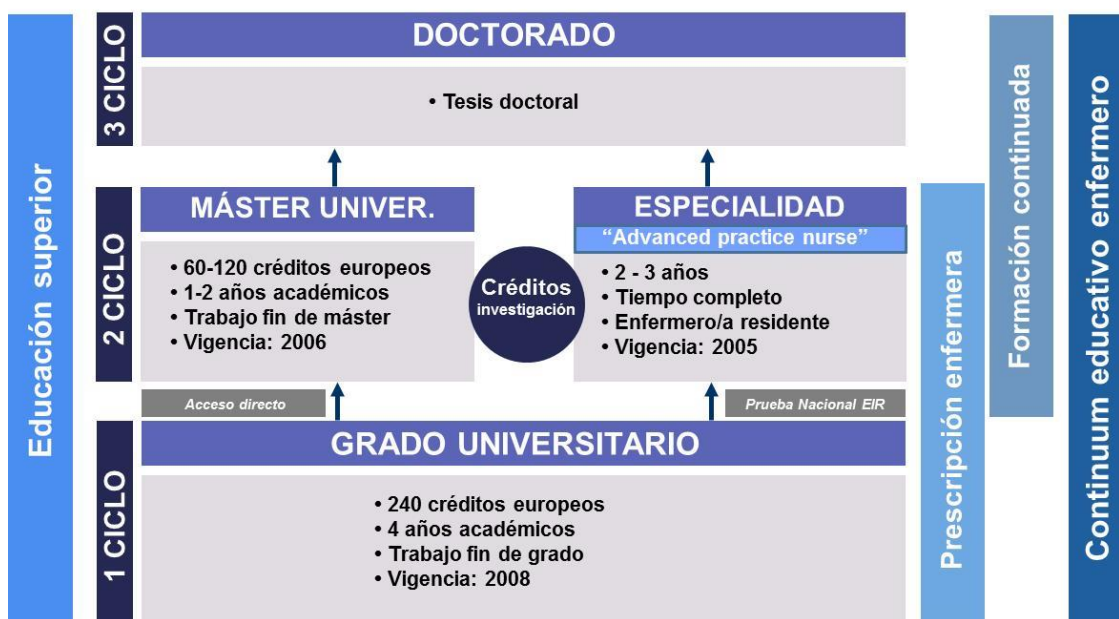 Educación superior
3 CICLO
DOCTORADO
• Tesis doctoral
2 CICLO
MÁSTER UNIVER.
• 60-120 créditos europeos
• 1-2 años académicos
• Trabajo fin de máster
• Vigencia: 2006
Créditos
investigación
ESPECIALIDAD
“Advanced practice nurse”
• 2 - 3 años
• Tiempo completo
• Enfermero/a residente
• Vigencia: 2005
Acceso directo
Prueba Nacional EIR
1 CICLO
GRADO UNIVERSITARIO
• 240 créditos europeos
• 4 años académicos
• Trabajo fin de grado
• Vigencia: 2008
Prescripción enfermera
Formación continuada
Continuum educativo enfermero